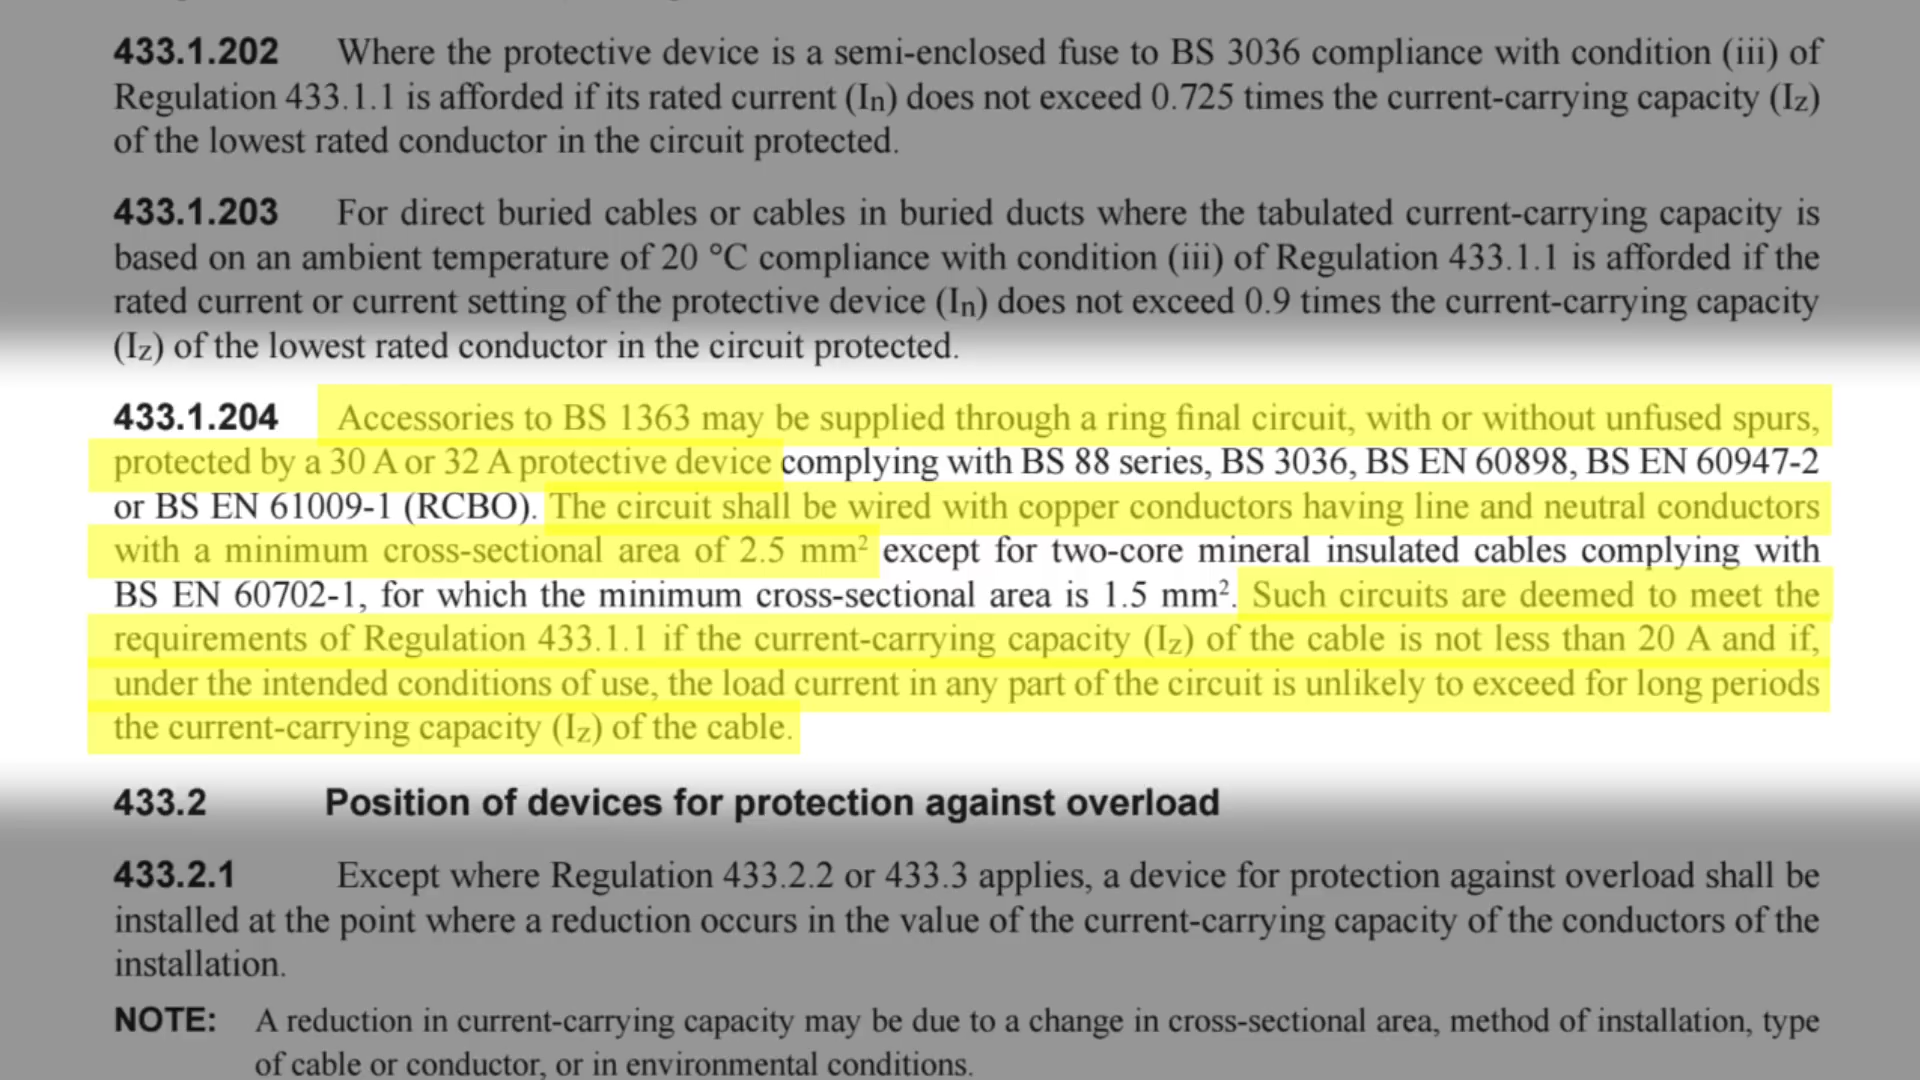 433.1.202 Where the protective device is a semi-enclosed fuse to BS 3036 compliance with condition (iii) of
Regulation 433.1.1 is afforded if its rated current (In) does not exceed 0.725 times the current-carrying capacity (Iz)
of the lowest rated conductor in the circuit protected.
433.1.203 For direct buried cables or cables in buried ducts where the tabulated current-carrying capacity is
based on an ambient temperature of 20 °C compliance with condition (iii) of Regulation 433.1.1 is afforded if the
rated current or current setting of the protective device (In) does not exceed 0.9 times the current-carrying capacity
(Iz) of the lowest rated conductor in the circuit protected.
433.1.204 Accessories to BS 1363 may be supplied through a ring final circuit, with or without unfused spurs,
protected by a 30 A or 32 A protective device complying with BS 88 series, BS 3036, BS EN 60898, BS EN 60947-2
or BS EN 61009-1 (RCBO). The circuit shall be wired with copper conductors having line and neutral conductors
with a minimum cross-sectional area of 2.5 mm² except for two-core mineral insulated cables complying with
BS EN 60702-1, for which the minimum cross-sectional area is 1.5 mm². Such circuits are deemed to meet the
requirements of Regulation 433.1.1 if the current-carrying capacity (Iz) of the cable is not less than 20 A and if,
under the intended conditions of use, the load current in any part of the circuit is unlikely to exceed for long periods
the current-carrying capacity (Iz) of the cable.
433.2 Position of devices for protection against overload
433.2.1 Except where Regulation 433.2.2 or 433.3 applies, a device for protection against overload shall be
installed at the point where a reduction occurs in the value of the current-carrying capacity of the conductors of the
installation.
NOTE: A reduction in current-carrying capacity may be due to a change in cross-sectional area, method of installation, type
of cable or conductor, or in environmental conditions.